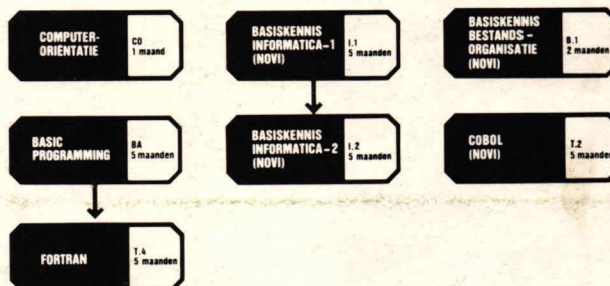 COMPUTER-
ORIËNTATIE
CO
1 maand
BASISKENNIS
INFORMATICA-1
(NOVI)
I.1
5 maanden
BASISKENNIS
BESTANDS-
ORGANISATIE
(NOVI)
B.1
2 maanden
BASIC
PROGRAMMING
BA
5 maanden
BASISKENNIS
INFORMATICA-2
(NOVI)
I.2
5 maanden
COBOL
(NOVI)
T.2
5 maanden
FORTRAN
T.4
5 maanden